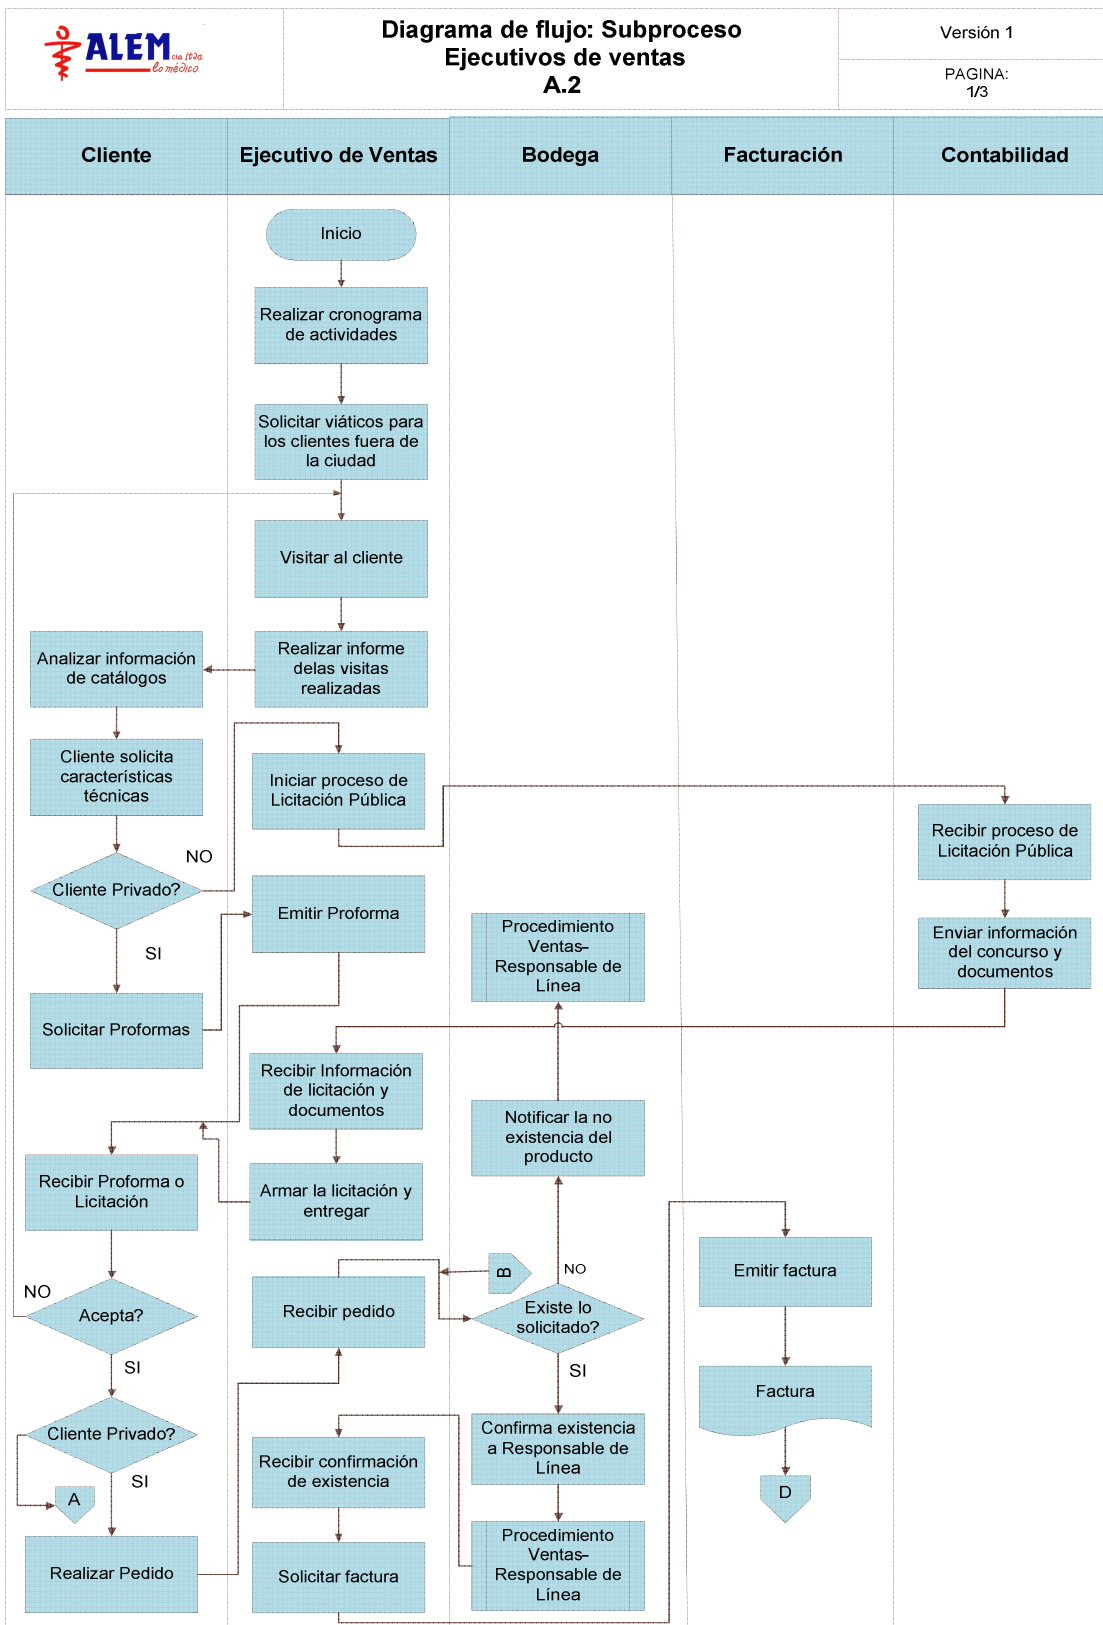 ALEM
cia ltda.
lo médico
Diagrama de flujo: Subproceso
Ejecutivos de ventas
A.2
Versión 1
PAGINA:
1/3
Cliente
Ejecutivo de Ventas
Bodega
Facturación
Contabilidad
Inicio
Realizar cronograma
de actividades
Solicitar viáticos para
los clientes fuera de
la ciudad
Visitar al cliente
Realizar informe
delas visitas
realizadas
Analizar información
de catálogos
Cliente solicita
características
técnicas
Iniciar proceso de
Licitación Pública
Recibir proceso de
Licitación Pública
NO
Cliente Privado?
SI
Emitir Proforma
Procedimiento
Ventas–
Responsable de
Línea
Enviar información
del concurso y
documentos
Solicitar Proformas
Recibir Información
de licitación y
documentos
Notificar la no
existencia del
producto
Recibir Proforma o
Licitación
Armar la licitación y
entregar
NO
Acepta?
SI
Recibir pedido
B
NO
Existe lo
solicitado?
SI
Emitir factura
Factura
D
Cliente Privado?
SI
A
Realizar Pedido
Recibir confirmación
de existencia
Solicitar factura
Confirma existencia
a Responsable de
Línea
Procedimiento
Ventas–
Responsable de
Línea